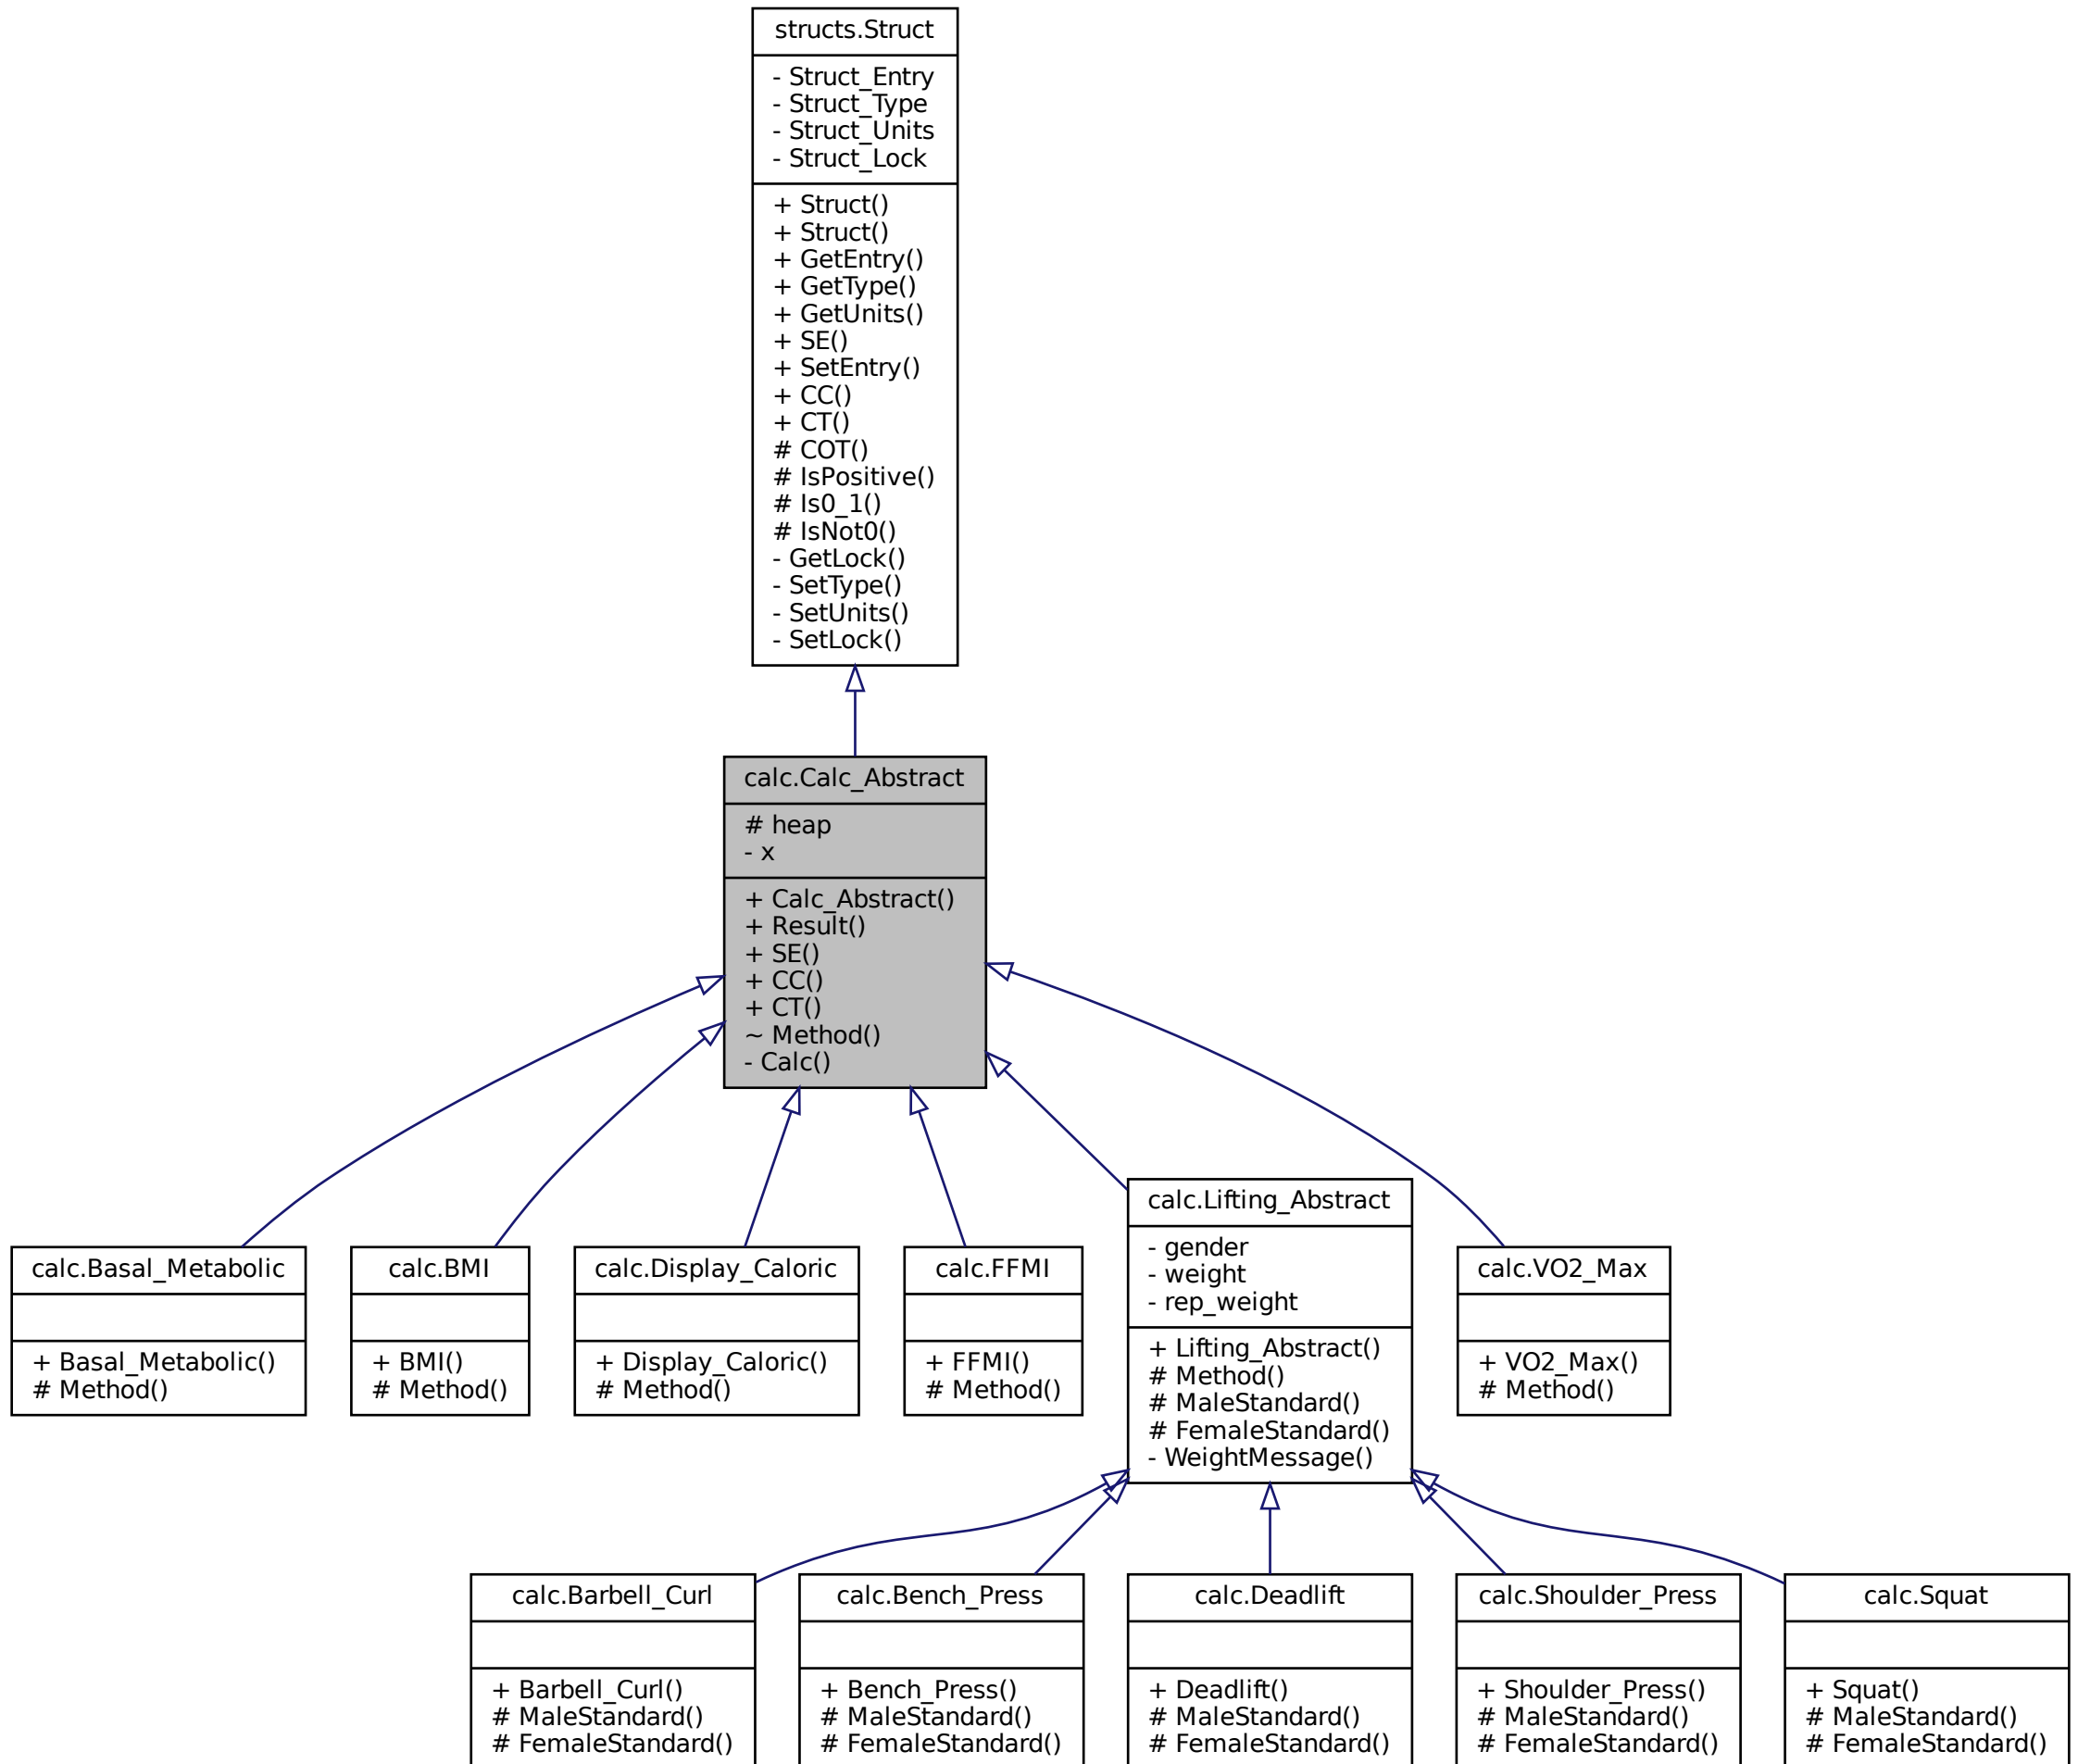 structs.Struct
- Struct_Entry
- Struct_Type
- Struct_Units
- Struct_Lock
+ Struct()
+ Struct()
+ GetEntry()
+ GetType()
+ GetUnits()
+ SE()
+ SetEntry()
+ CC()
+ CT()
# COT()
# IsPositive()
# Is0_1()
# IsNot0()
- GetLock()
- SetType()
- SetUnits()
- SetLock()
calc.Calc_Abstract
# heap
- x
+ Calc_Abstract()
+ Result()
+ SE()
+ CC()
+ CT()
~ Method()
- Calc()
calc.Basal_Metabolic
+ Basal_Metabolic()
# Method()
calc.BMI
+ BMI()
# Method()
calc.Display_Caloric
+ Display_Caloric()
# Method()
calc.FFMI
+ FFMI()
# Method()
calc.Lifting_Abstract
- gender
- weight
- rep_weight
+ Lifting_Abstract()
# Method()
# MaleStandard()
# FemaleStandard()
- WeightMessage()
calc.VO2_Max
+ VO2_Max()
# Method()
calc.Barbell_Curl
+ Barbell_Curl()
# MaleStandard()
# FemaleStandard()
calc.Bench_Press
+ Bench_Press()
# MaleStandard()
# FemaleStandard()
calc.Deadlift
+ Deadlift()
# MaleStandard()
# FemaleStandard()
calc.Shoulder_Press
+ Shoulder_Press()
# MaleStandard()
# FemaleStandard()
calc.Squat
+ Squat()
# MaleStandard()
# FemaleStandard()